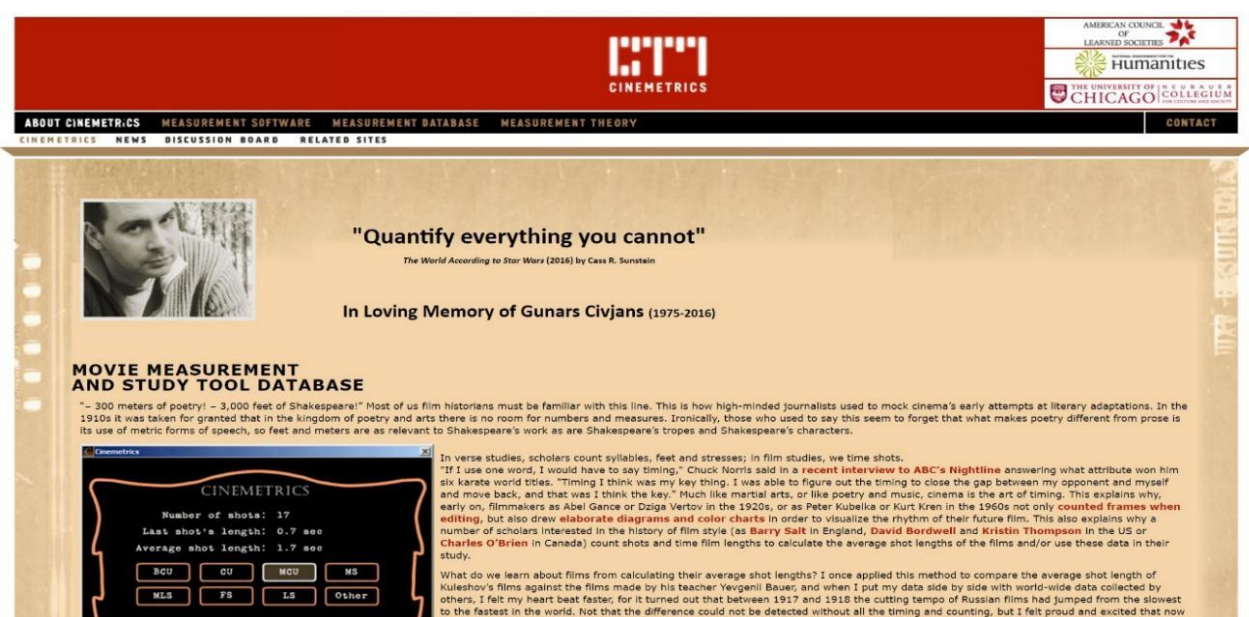 CINEMETRICS
AMERICAN COUNCIL
OF
LEARNED SOCIETIES
Humanities
THE UNIVERSITY OF
CHICAGO
NEUBAUER
COLLEGIUM
FOR CULTURE AND SOCIETY
ABOUT CINEMETRiCS MEASUREMENT SOFTWARE MEASUREMENT DATABASE MEASUREMENT THEORY CONTACT
CINEMETRICS NEWS DISCUSSION BOARD RELATED SITES
"Quantify everything you cannot"
The World According to Star Wars (2016) by Cass R. Sunstein
In Loving Memory of Gunars Civjans (1975-2016)
MOVIE MEASUREMENT
AND STUDY TOOL DATABASE
"– 300 meters of poetry! – 3,000 feet of Shakespeare!" Most of us film historians must be familiar with this line. This is how high-minded journalists used to mock cinema's early attempts at literary adaptations. In the
1910s it was taken for granted that in the kingdom of poetry and arts there is no room for numbers and measures. Ironically, those who used to say this seem to forget that what makes poetry different from prose is
its use of metric forms of speech, so feet and meters are as relevant to Shakespeare's work as are Shakespeare's tropes and Shakespeare's characters.
Cinemetrics
CINEMETRICS
Number of shots: 17
Last shot's length: 0.7 sec
Average shot length: 1.7 sec
BCU CU MCU MS
MLS FS LS Other
In verse studies, scholars count syllables, feet and stresses; in film studies, we time shots.
"If I use one word, I would have to say timing," Chuck Norris said in a recent interview to ABC's Nightline answering what attribute won him
six karate world titles. "Timing I think was my key thing. I was able to figure out the timing to close the gap between my opponent and myself
and move back, and that was I think the key." Much like martial arts, or like poetry and music, cinema is the art of timing. This explains why,
early on, filmmakers as Abel Gance or Dziga Vertov in the 1920s, or as Peter Kubelka or Kurt Kren in the 1960s not only counted frames when
editing, but also drew elaborate diagrams and color charts in order to visualize the rhythm of their future film. This also explains why a
number of scholars interested in the history of film style (as Barry Salt in England, David Bordwell and Kristin Thompson in the US or
Charles O'Brien in Canada) count shots and time film lengths to calculate the average shot lengths of the films and/or use these data in their
study.
What do we learn about films from calculating their average shot lengths? I once applied this method to compare the average shot length of
Kuleshov's films against the films made by his teacher Yevgenii Bauer, and when I put my data side by side with world-wide data collected by
others, I felt my heart beat faster, for it turned out that between 1917 and 1918 the cutting tempo of Russian films had jumped from the slowest
to the fastest in the world. Not that the difference could not be detected without all the timing and counting, but I felt proud and excited that now